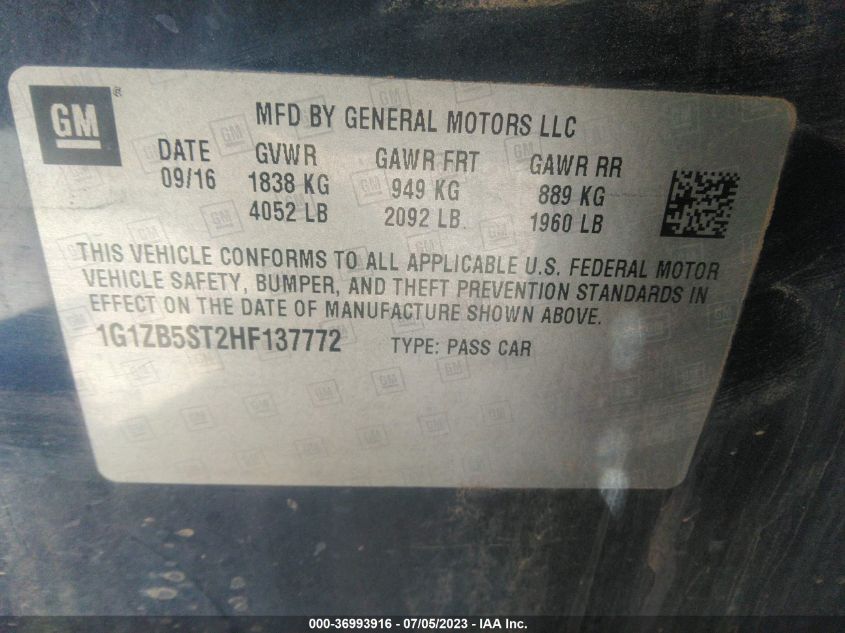 GM®
MFD BY GENERAL MOTORS LLC
DATE GVWR GAWR FRT GAWR RR
09/16 1838 KG 949 KG 889 KG
4052 LB 2092 LB 1960 LB
THIS VEHICLE CONFORMS TO ALL APPLICABLE U.S. FEDERAL MOTOR
VEHICLE SAFETY, BUMPER, AND THEFT PREVENTION STANDARDS IN
EFFECT ON THE DATE OF MANUFACTURE SHOWN ABOVE.
1G1ZB5ST2HF137772 TYPE: PASS CAR
000-36993916 - 07/05/2023 - IAA Inc.